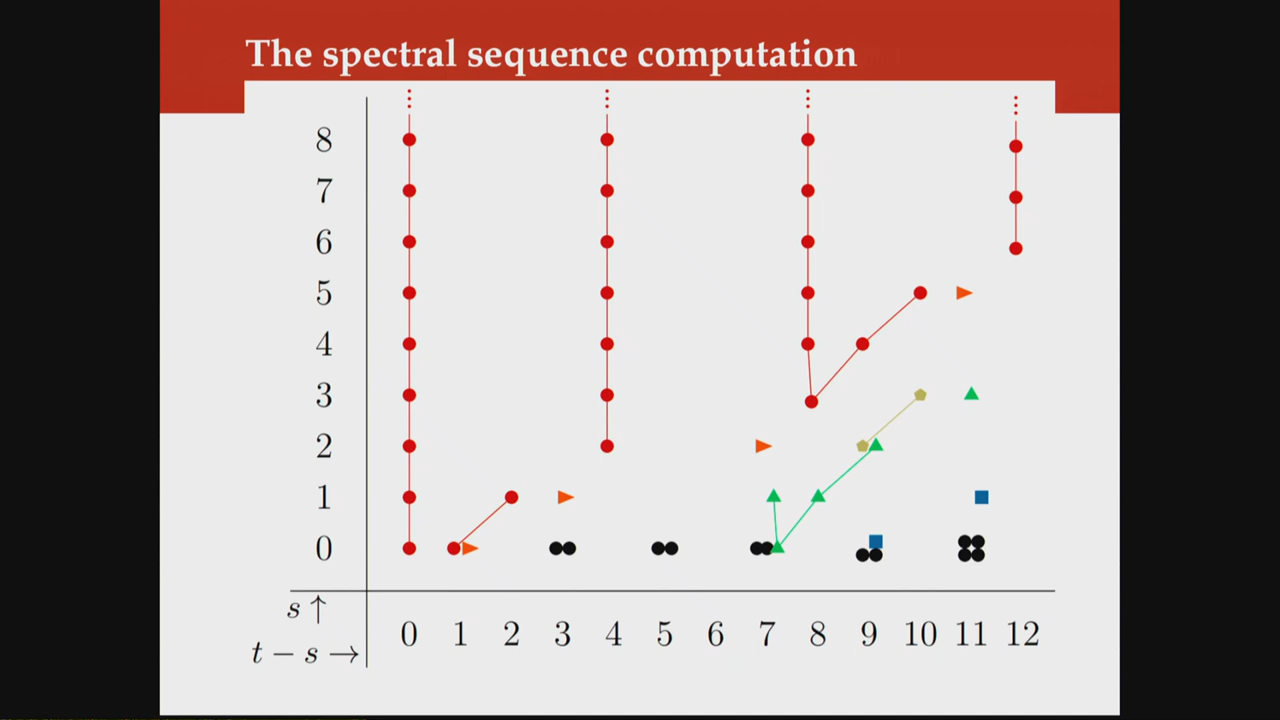 The spectral sequence computation
8
7
6
5
4
3
2
1
0
s ↑
t − s →
0 1 2 3 4 5 6 7 8 9 10 11 12